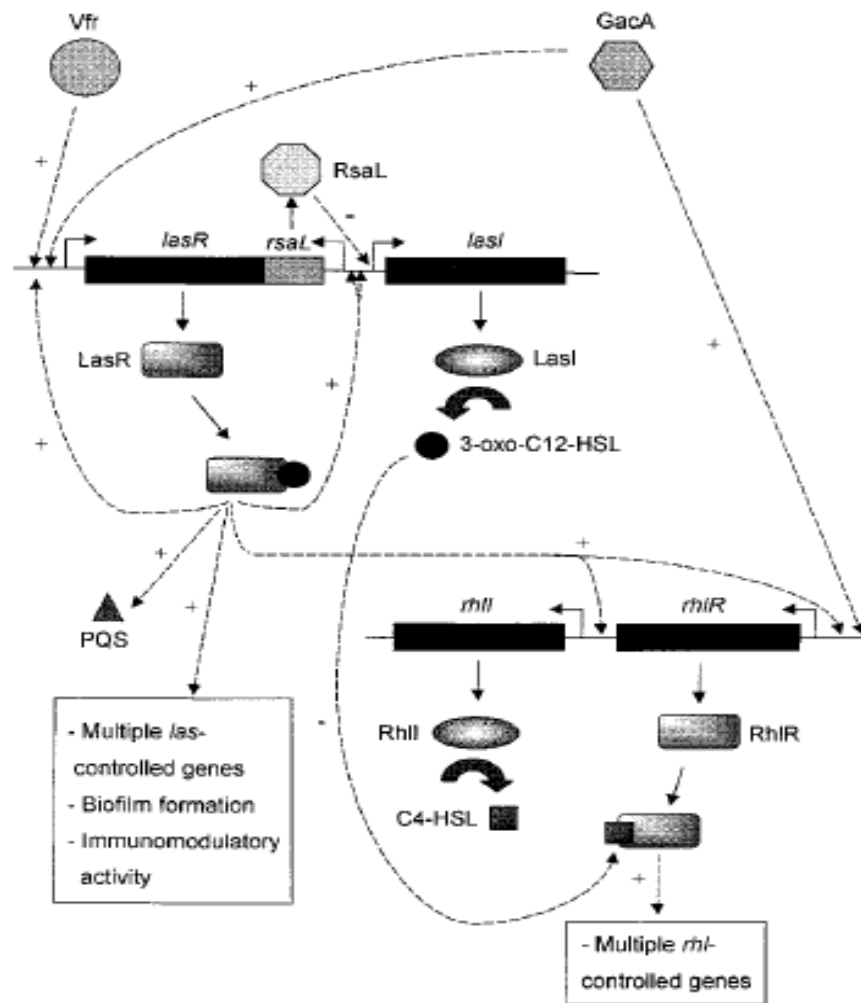 Vfr
GacA
+
+
RsaL
-
lasR
rsaL
lasI
+
LasR
LasI
+
+
3-oxo-C12-HSL
+
+
+
PQS
rhlI
rhlR
- Multiple las-
controlled genes
- Biofilm formation
- Immunomodulatory
activity
-
RhlI
RhlR
C4-HSL
+
- Multiple rhl-
controlled genes